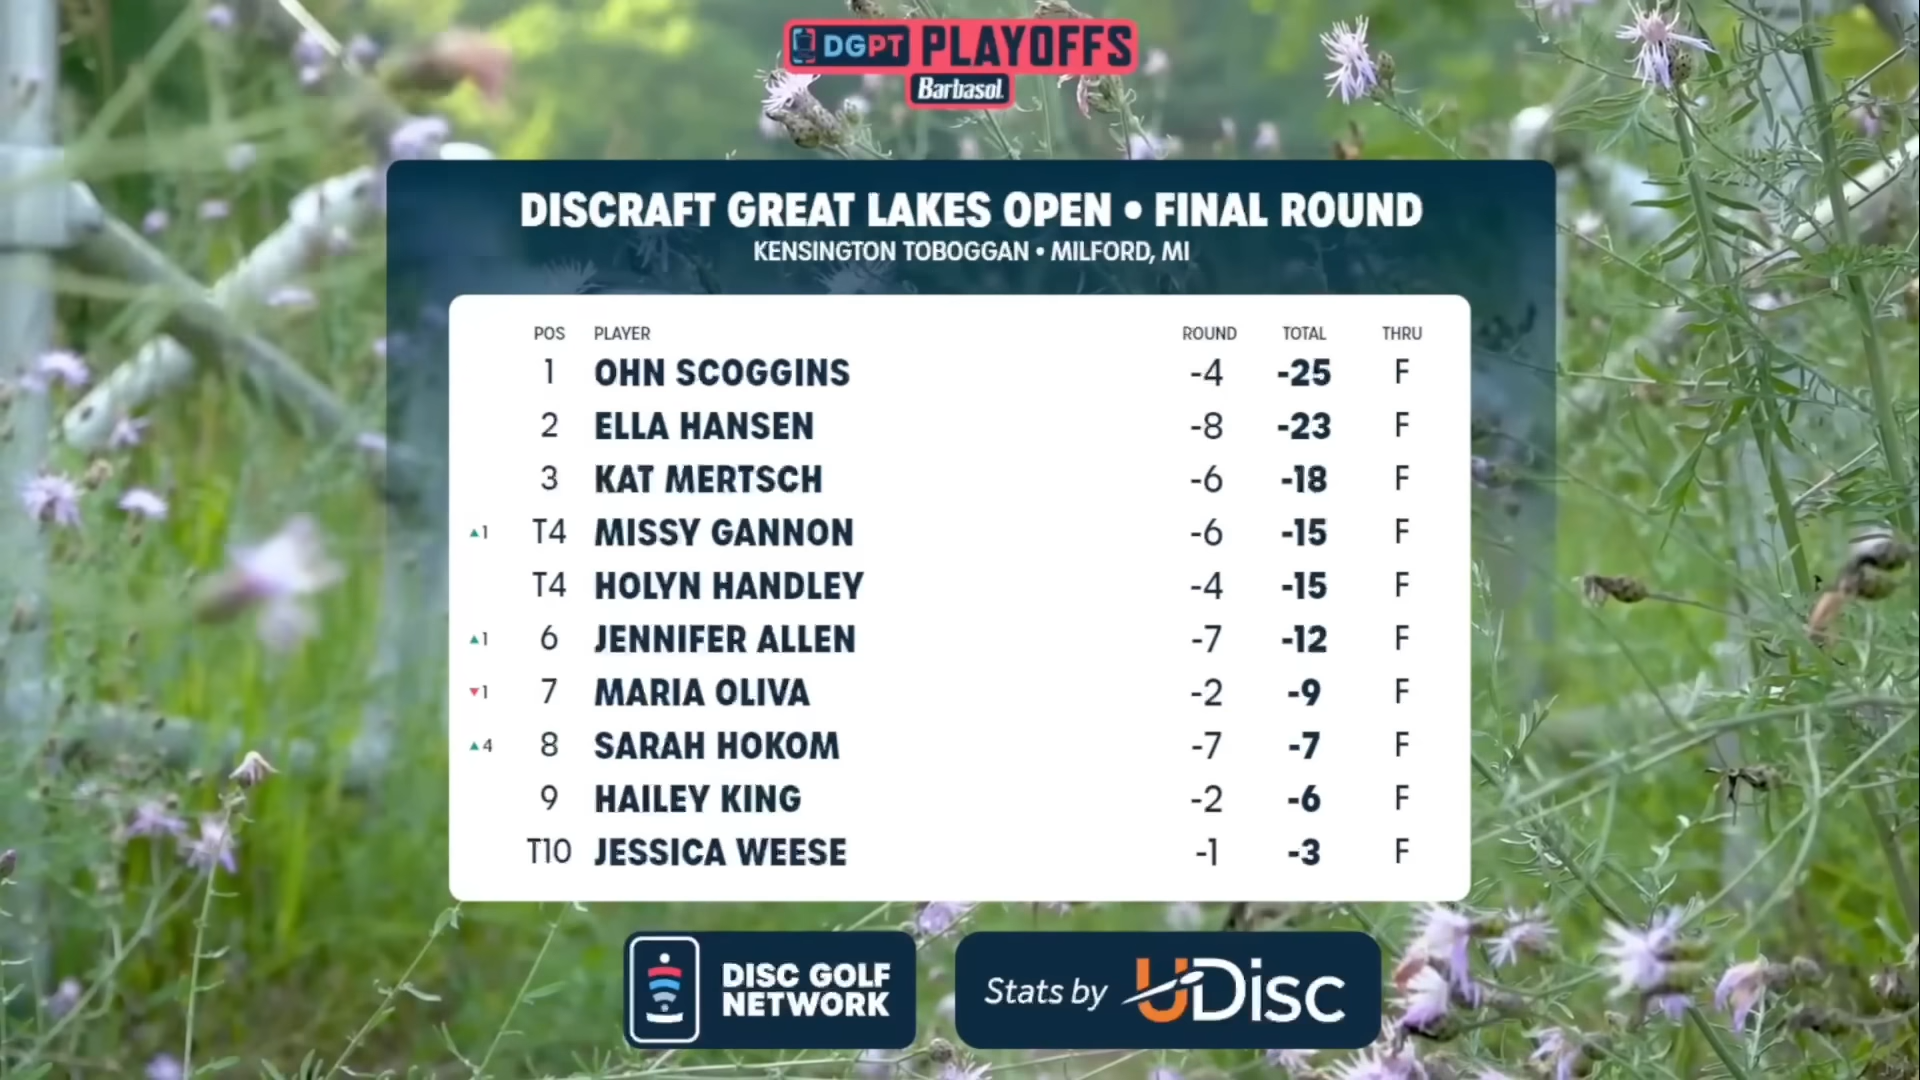 DGPT PLAYOFFS
Barbasol
DISCRAFT GREAT LAKES OPEN • FINAL ROUND
KENSINGTON TOBOGGAN • MILFORD, MI
POS PLAYER ROUND TOTAL THRU
1 OHN SCOGGINS -4 -25 F
2 ELLA HANSEN -8 -23 F
3 KAT MERTSCH -6 -18 F
▲1 T4 MISSY GANNON -6 -15 F
T4 HOLYN HANDLEY -4 -15 F
▲1 6 JENNIFER ALLEN -7 -12 F
▼1 7 MARIA OLIVA -2 -9 F
▲4 8 SARAH HOKOM -7 -7 F
9 HAILEY KING -2 -6 F
T10 JESSICA WEESE -1 -3 F
DISC GOLF
NETWORK
Stats by UDisc